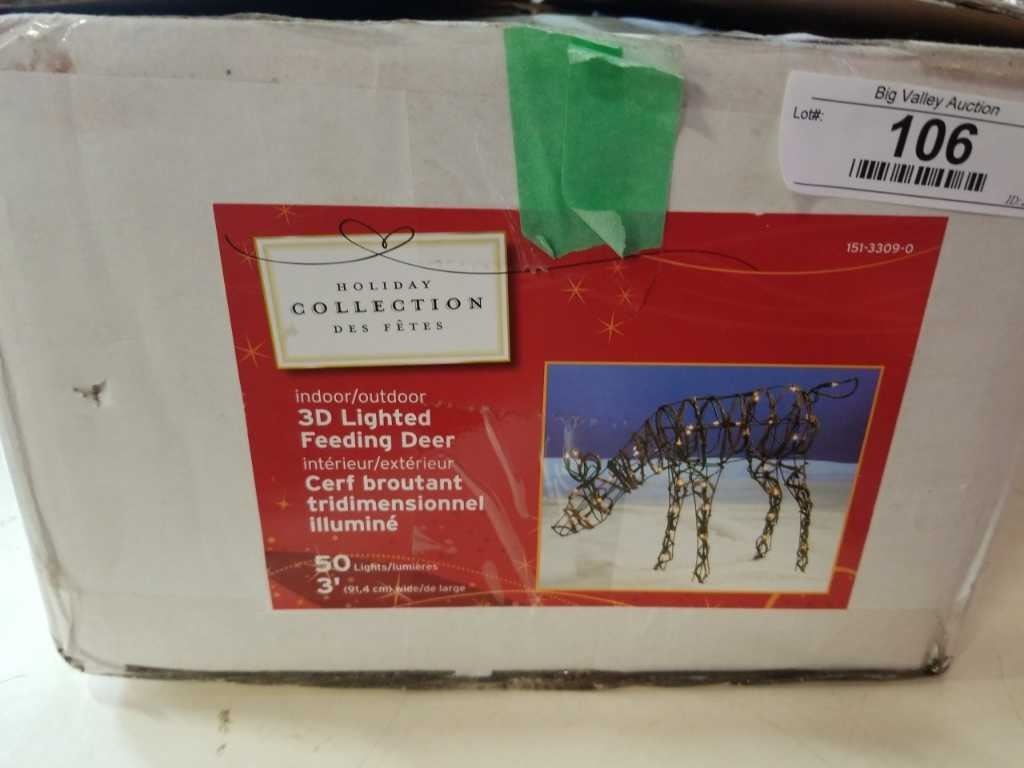 Big Valley Auction
Lot#:
106
151-3309-0
HOLIDAY
COLLECTION
DES FÊTES
indoor/outdoor
3D Lighted
Feeding Deer
intérieur/extérieur
Cerf broutant
tridimensionnel
illuminé
50 Lights/lumières
3' (91,4 cm) wide/de large